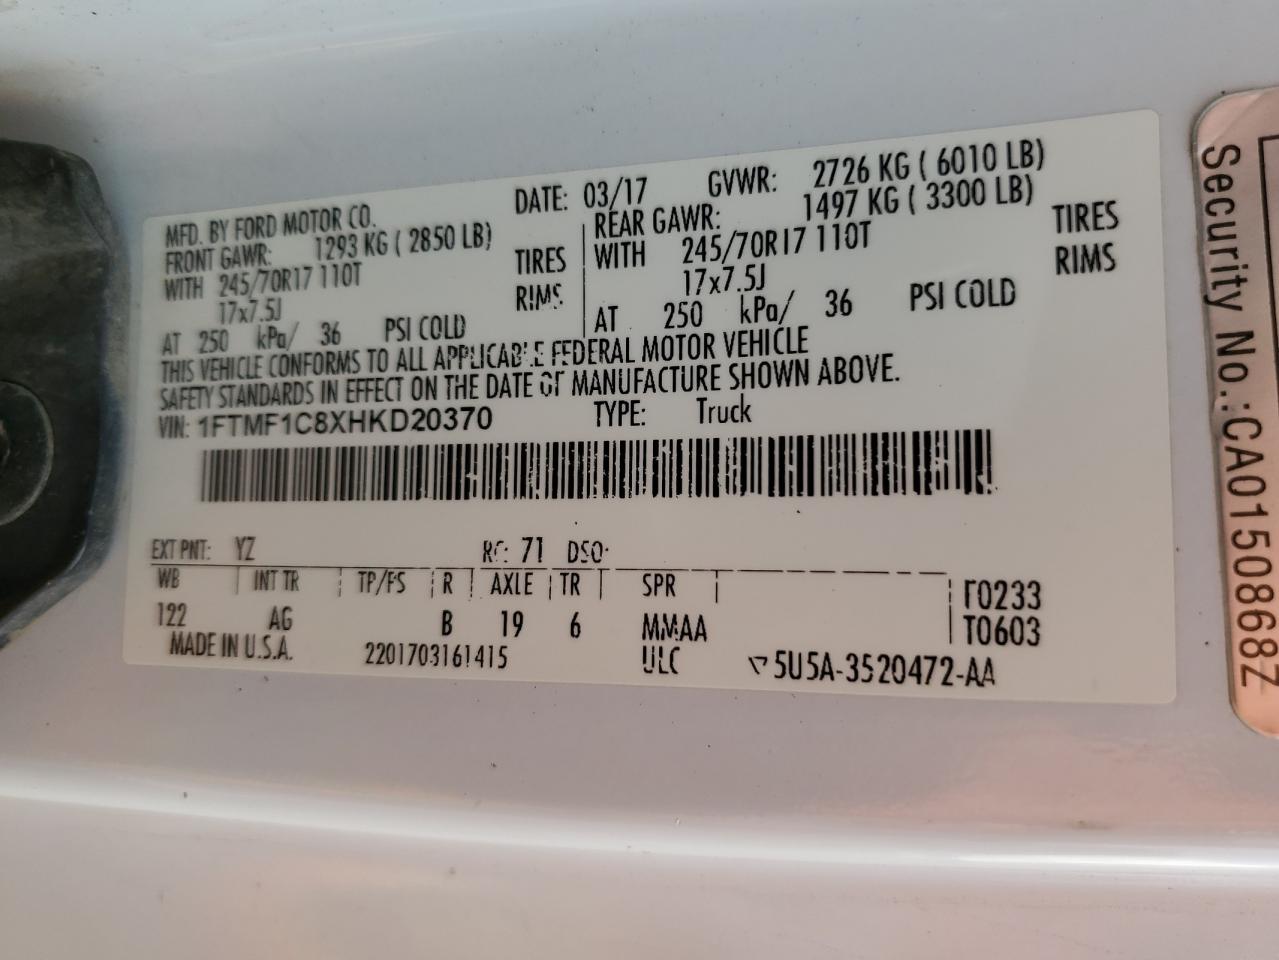 MFD. BY FORD MOTOR CO.
DATE: 03/17 GVWR: 2726 KG ( 6010 LB)
FRONT GAWR: 1293 KG ( 2850 LB)
WITH 245/70R17 110T TIRES
17x7.5J RIMS
AT 250 kPa/ 36 PSI COLD
REAR GAWR: 1497 KG ( 3300 LB)
WITH 245/70R17 110T TIRES
17x7.5J RIMS
AT 250 kPa/ 36 PSI COLD
THIS VEHICLE CONFORMS TO ALL APPLICABLE FEDERAL MOTOR VEHICLE
SAFETY STANDARDS IN EFFECT ON THE DATE OF MANUFACTURE SHOWN ABOVE.
VIN: 1FTMF1C8XHKD20370 TYPE: Truck
EXT PNT: YZ RC: 71 DSO:
WB INT TR TP/PS R AXLE TR SPR
122 AG B 19 6 MMAA
T0233
T0603
MADE IN U.S.A. 2201703161415 ULC 5U5A-3520472-AA
Security No.:CA0150868Z